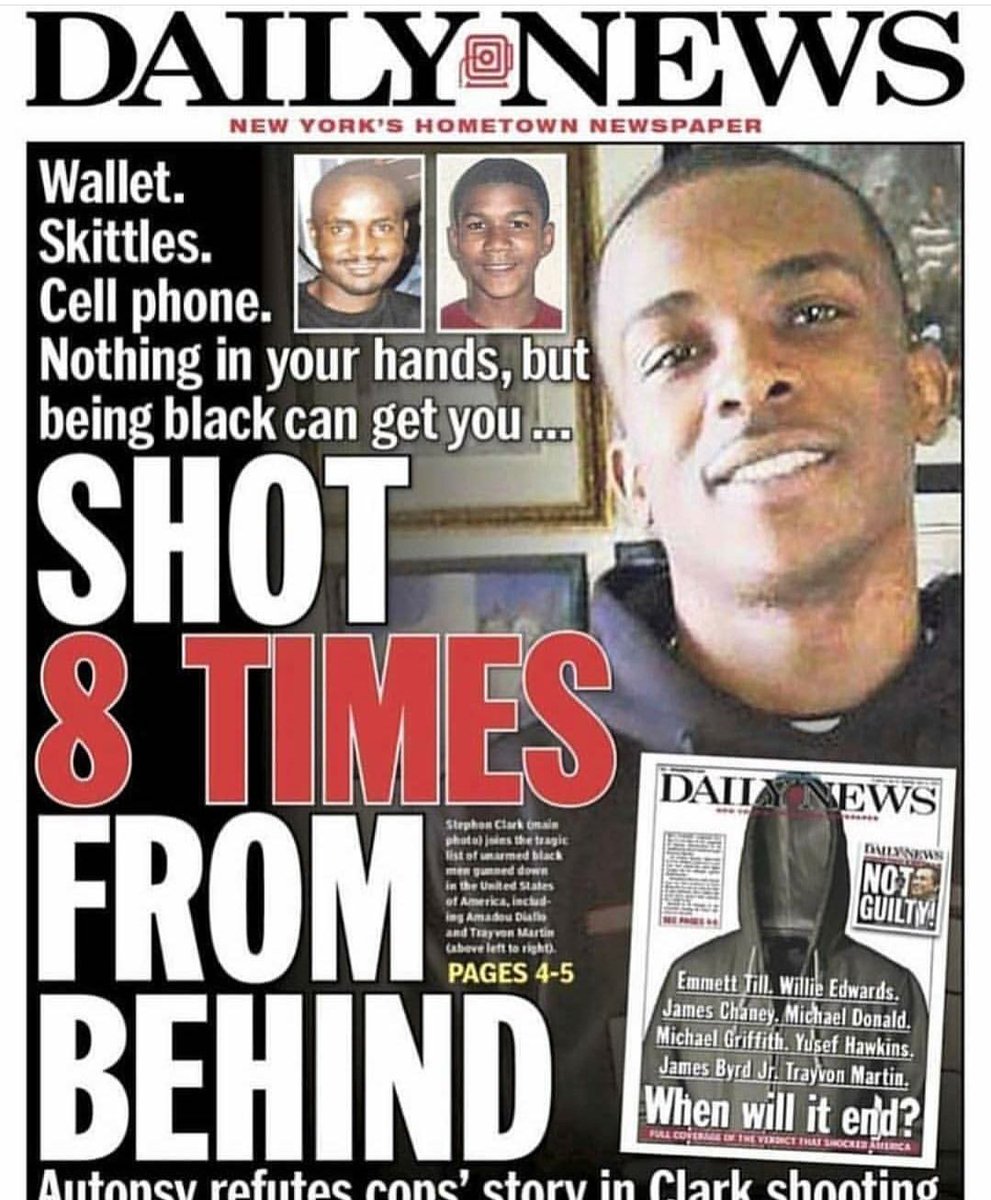 DAILY NEWS
NEW YORK'S HOMETOWN NEWSPAPER
Wallet.
Skittles.
Cell phone.
Nothing in your hands, but
being black can get you ...
SHOT
8 TIMES
FROM
BEHIND
Stephon Clark (main
photo) joins the tragic
list of unarmed black
men gunned down
in the United States
of America, includ-
ing Amadou Diallo
and Trayvon Martin
(above left to right).
PAGES 4-5
DAILY NEWS
SEE PAGES
DAILY NEWS
NOT
GUILTY!
Emmett Till. Willie Edwards.
James Chaney. Michael Donald.
Michael Griffith. Yusef Hawkins.
James Byrd Jr. Trayvon Martin.
When will it end?
FULL COVERAGE OF THE VERDICT THAT SHOCKED AMERICA
Autopsy refutes cops' story in Clark shooting